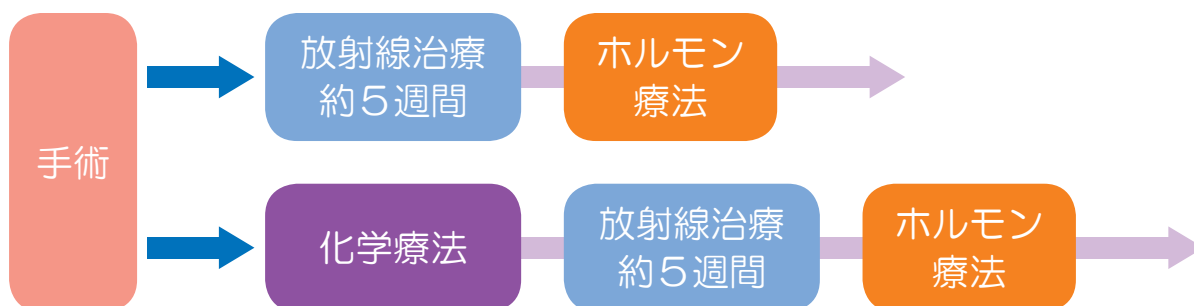 手術
放射線治療
約５週間
ホルモン
療法
化学療法
放射線治療
約５週間
ホルモン
療法